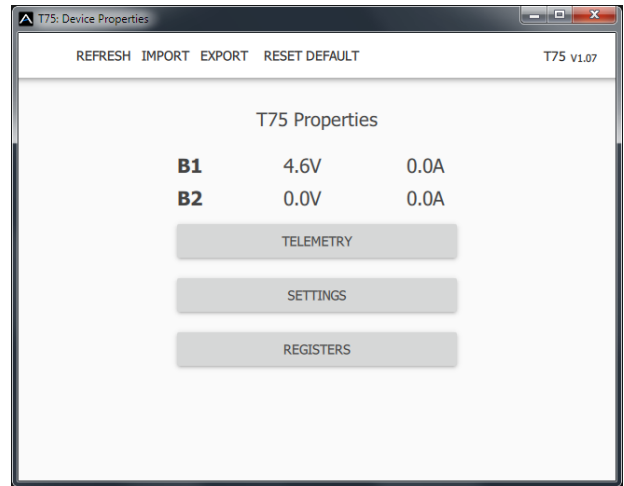 T75: Device Properties
REFRESH IMPORT EXPORT RESET DEFAULT T75 V1.07
T75 Properties
B1 4.6V 0.0A
B2 0.0V 0.0A
TELEMETRY
SETTINGS
REGISTERS